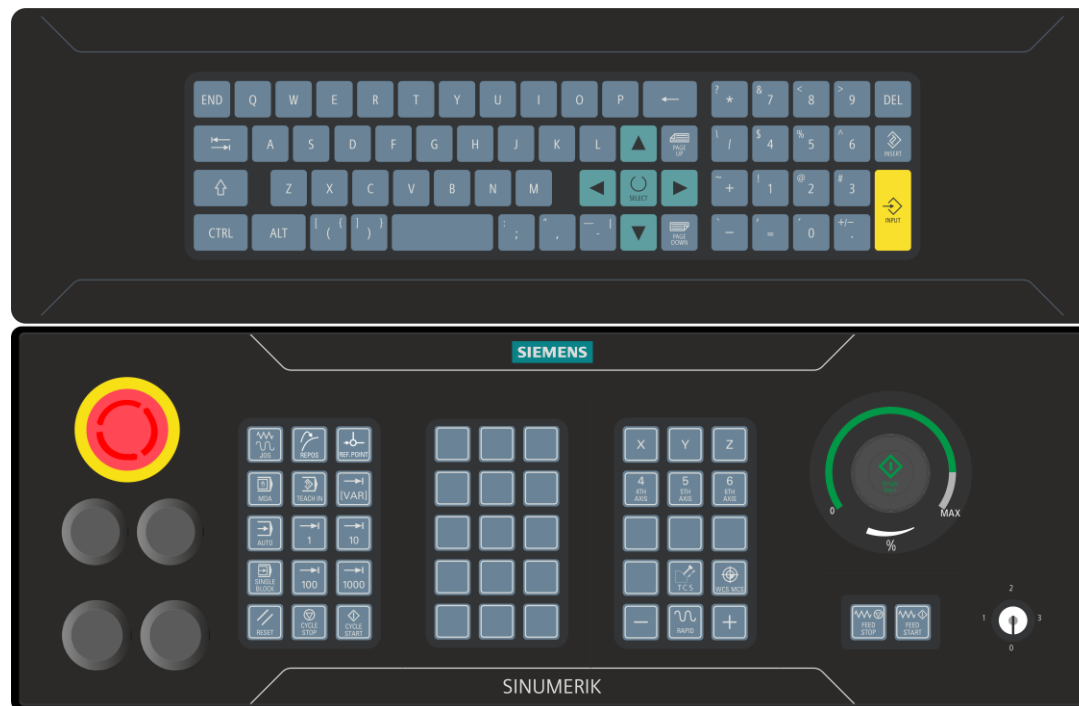 END Q W E R T Y U I O P ? * & 7 < 8 > 9 DEL
A S D F G H J K L PAGE UP \ / $ 4 % 5 ^ 6 INSERT
Z X C V B N M SELECT ~ + ! 1 @ 2 # 3 INPUT
CTRL ALT [ { ( ] } ) : ; " , — | - PAGE DOWN ` − ' = ´ 0 +/− .
SIEMENS
JOG REPOS REF. POINT X Y Z
MDA TEACH IN [VAR] 4 4TH AXIS 5 5TH AXIS 6 6TH AXIS
0 MAX
%
AUTO 1 10
SINGLE BLOCK 100 1000 T.C.S WCS MCS
RESET CYCLE STOP CYCLE START − RAPID +
FEED STOP FEED START
2
1 3
0
SINUMERIK